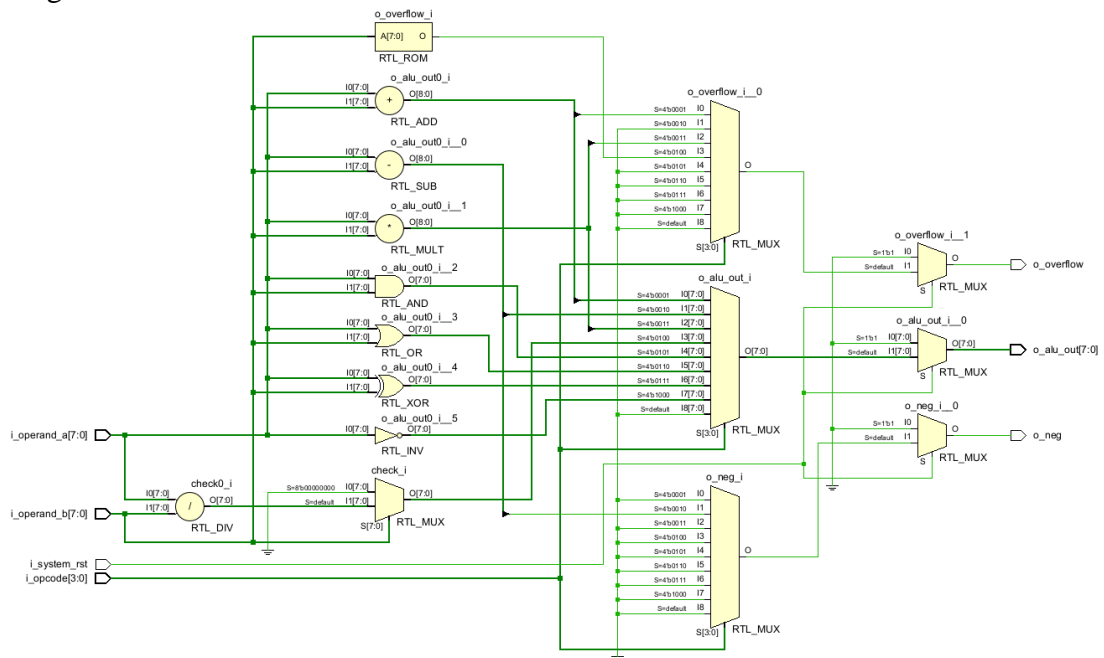 o_overflow_i
A[7:0] O
RTL_ROM
o_alu_out0_i
I0[7:0]
I1[7:0]
+
O[8:0]
RTL_ADD
o_alu_out0_i__0
I0[7:0]
I1[7:0]
-
O[8:0]
RTL_SUB
o_alu_out0_i__1
I0[7:0]
I1[7:0]
*
O[8:0]
RTL_MULT
o_alu_out0_i__2
I0[7:0]
I1[7:0]
O[7:0]
RTL_AND
o_alu_out0_i__3
I0[7:0]
I1[7:0]
O[7:0]
RTL_OR
o_alu_out0_i__4
I0[7:0]
I1[7:0]
O[7:0]
RTL_XOR
o_alu_out0_i__5
I0[7:0]
O[7:0]
RTL_INV
i_operand_a[7:0]
i_operand_b[7:0]
check0_i
I0[7:0]
I1[7:0]
/
O[7:0]
RTL_DIV
check_i
S=8'b00000000 I0[7:0]
S=default I1[7:0]
O[7:0]
S[7:0]
RTL_MUX
i_system_rst
i_opcode[3:0]
o_overflow_i__0
S=4'b0001 I0
S=4'b0010 I1
S=4'b0011 I2
S=4'b0100 I3
S=4'b0101 I4
S=4'b0110 I5
S=4'b0111 I6
S=4'b1000 I7
S=default I8
O
S[3:0]
RTL_MUX
o_alu_out_i
S=4'b0001 I0[7:0]
S=4'b0010 I1[7:0]
S=4'b0011 I2[7:0]
S=4'b0100 I3[7:0]
S=4'b0101 I4[7:0]
S=4'b0110 I5[7:0]
S=4'b0111 I6[7:0]
S=4'b1000 I7[7:0]
S=default I8[7:0]
O[7:0]
S[3:0]
RTL_MUX
o_neg_i
S=4'b0001 I0
S=4'b0010 I1
S=4'b0011 I2
S=4'b0100 I3
S=4'b0101 I4
S=4'b0110 I5
S=4'b0111 I6
S=4'b1000 I7
S=default I8
O
S[3:0]
RTL_MUX
o_overflow_i__1
S=1'b1 I0
S=default I1
O
S
RTL_MUX
o_overflow
o_alu_out_i__0
S=1'b1 I0[7:0]
S=default I1[7:0]
O[7:0]
S
RTL_MUX
o_alu_out[7:0]
o_neg_i__0
S=1'b1 I0
S=default I1
O
S
RTL_MUX
o_neg